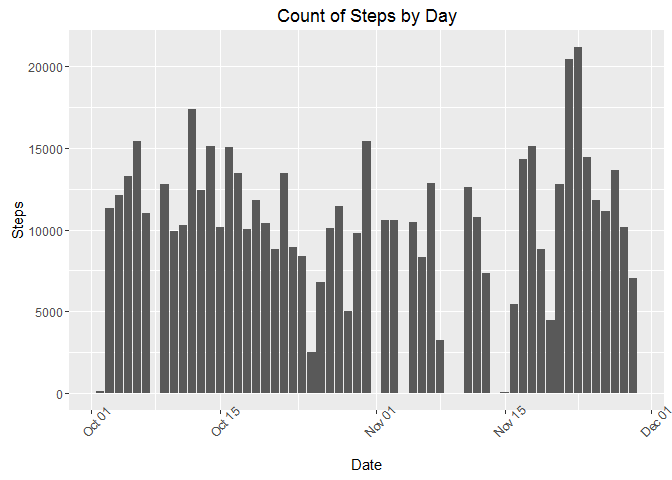 Count of Steps by Day
20000
15000
10000
5000
0
Steps
Oct 01
Oct 15
Nov 01
Nov 15
Dec 01
Date